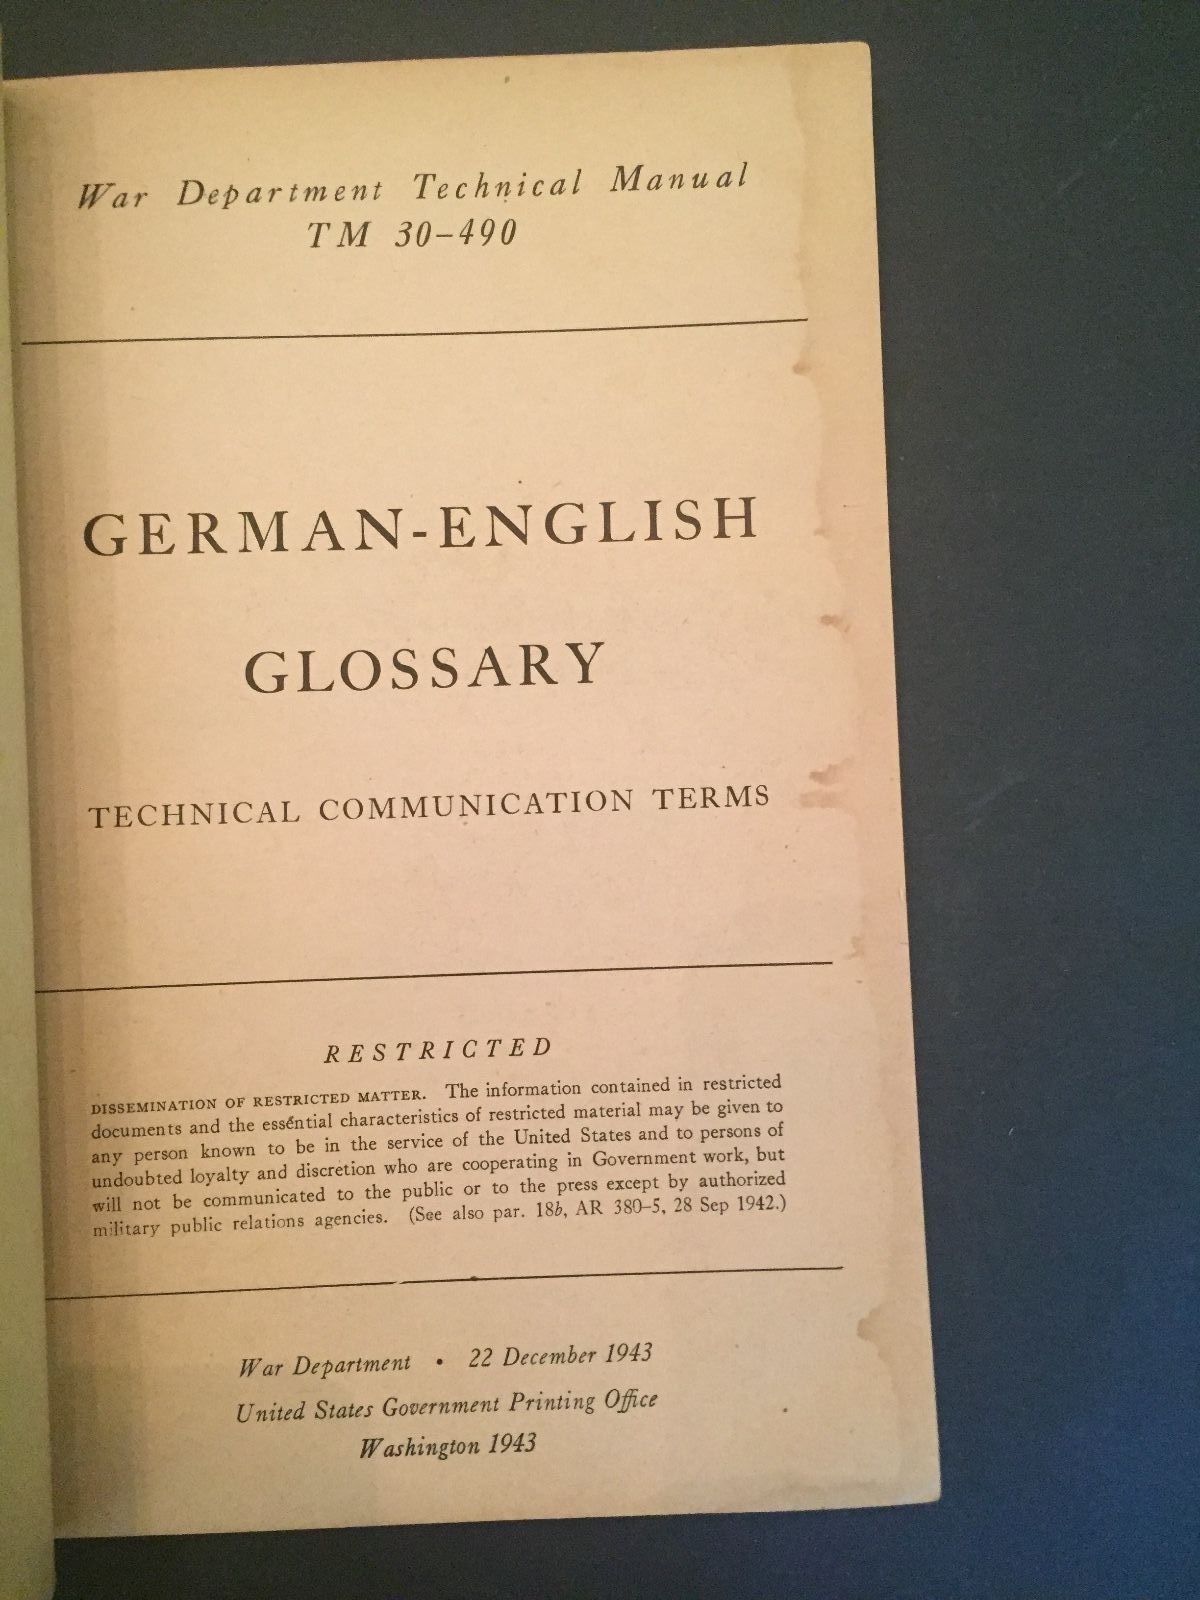 War Department Technical Manual
TM 30-490
GERMAN-ENGLISH
GLOSSARY
TECHNICAL COMMUNICATION TERMS
RESTRICTED
DISSEMINATION OF RESTRICTED MATTER. The information contained in restricted
documents and the essential characteristics of restricted material may be given to
any person known to be in the service of the United States and to persons of
undoubted loyalty and discretion who are cooperating in Government work, but
will not be communicated to the public or to the press except by authorized
military public relations agencies. (See also par. 18b, AR 380-5, 28 Sep 1942.)
War Department • 22 December 1943
United States Government Printing Office
Washington 1943